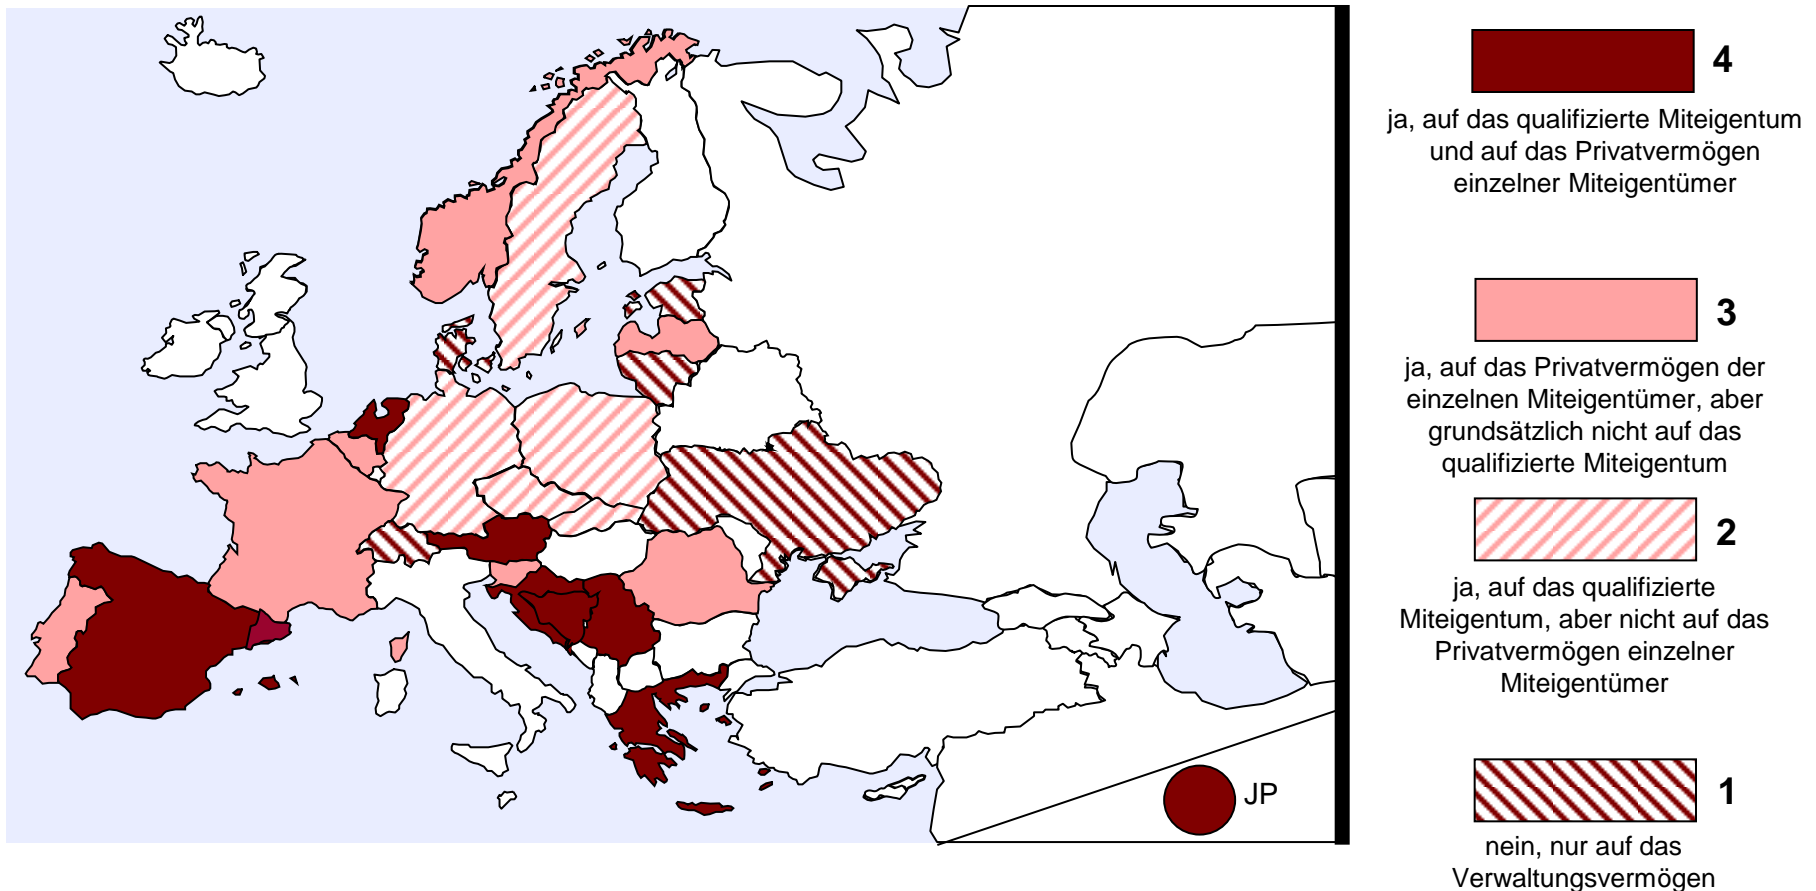 4
ja, auf das qualifizierte Miteigentum
und auf das Privatvermögen
einzelner Miteigentümer
3
ja, auf das Privatvermögen der
einzelnen Miteigentümer, aber
grundsätzlich nicht auf das
qualifizierte Miteigentum
2
ja, auf das qualifizierte
Miteigentum, aber nicht auf das
Privatvermögen einzelner
Miteigentümer
1
nein, nur auf das
Verwaltungsvermögen
JP